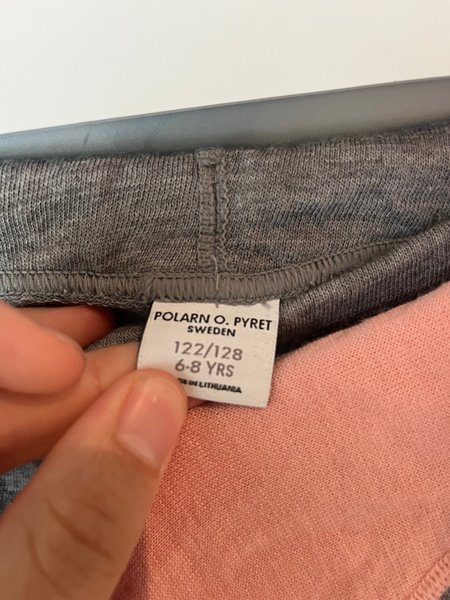 POLARN O. PYRET
SWEDEN
122/128
6-8 YRS
IN LITHUANIA